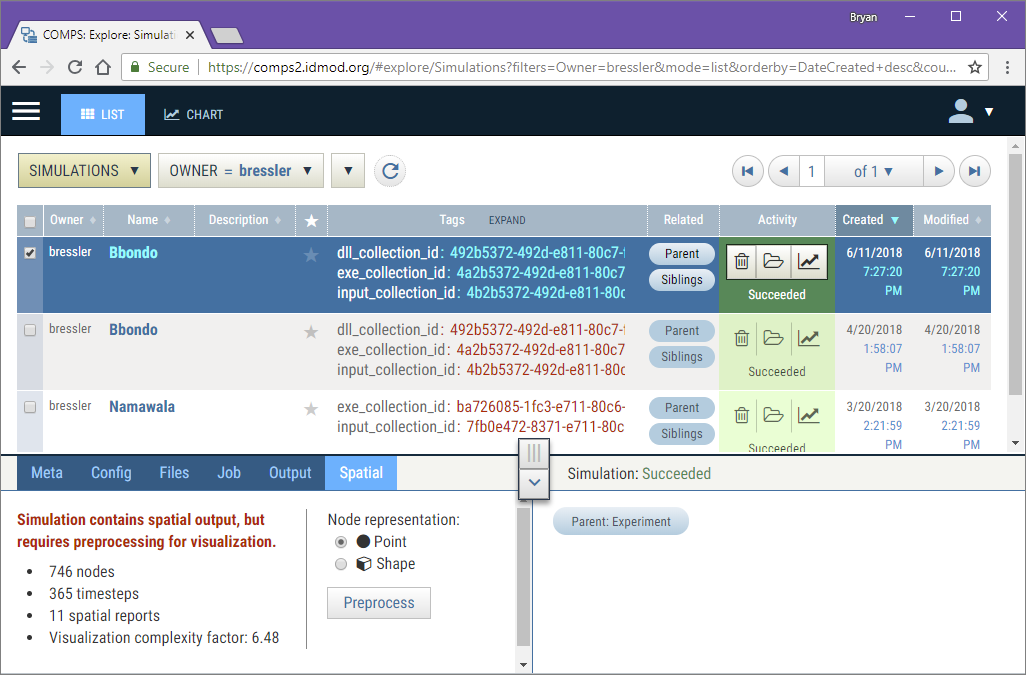 Bryan
COMPS: Explore: Simulati
Secure https://comps2.idmod.org/#explore/Simulations?filters=Owner=bressler&mode=list&orderby=DateCreated+desc&cou...
LIST CHART
SIMULATIONS OWNER = bressler 1 of 1
Owner Name Description Tags EXPAND Related Activity Created Modified
bressler Bbondo dll_collection_id: 492b5372-492d-e811-80c7-f Parent 6/11/2018 6/11/2018
exe_collection_id: 4a2b5372-492d-e811-80c7 Siblings 7:27:20 7:27:20
input_collection_id: 4b2b5372-492d-e811-80c Succeeded PM PM
bressler Bbondo dll_collection_id: 492b5372-492d-e811-80c7-f Parent 4/20/2018 4/20/2018
exe_collection_id: 4a2b5372-492d-e811-80c7 Siblings 1:58:07 1:58:07
input_collection_id: 4b2b5372-492d-e811-80c Succeeded PM PM
bressler Namawala exe_collection_id: ba726085-1fc3-e711-80c6- Parent 3/20/2018 3/20/2018
input_collection_id: 7fb0e472-8371-e711-80c Siblings 2:21:59 2:21:59
Succeeded PM PM
Meta Config Files Job Output Spatial Simulation: Succeeded
Simulation contains spatial output, but
requires preprocessing for visualization.
746 nodes
365 timesteps
11 spatial reports
Visualization complexity factor: 6.48
Node representation:
Point
Shape
Preprocess
Parent: Experiment